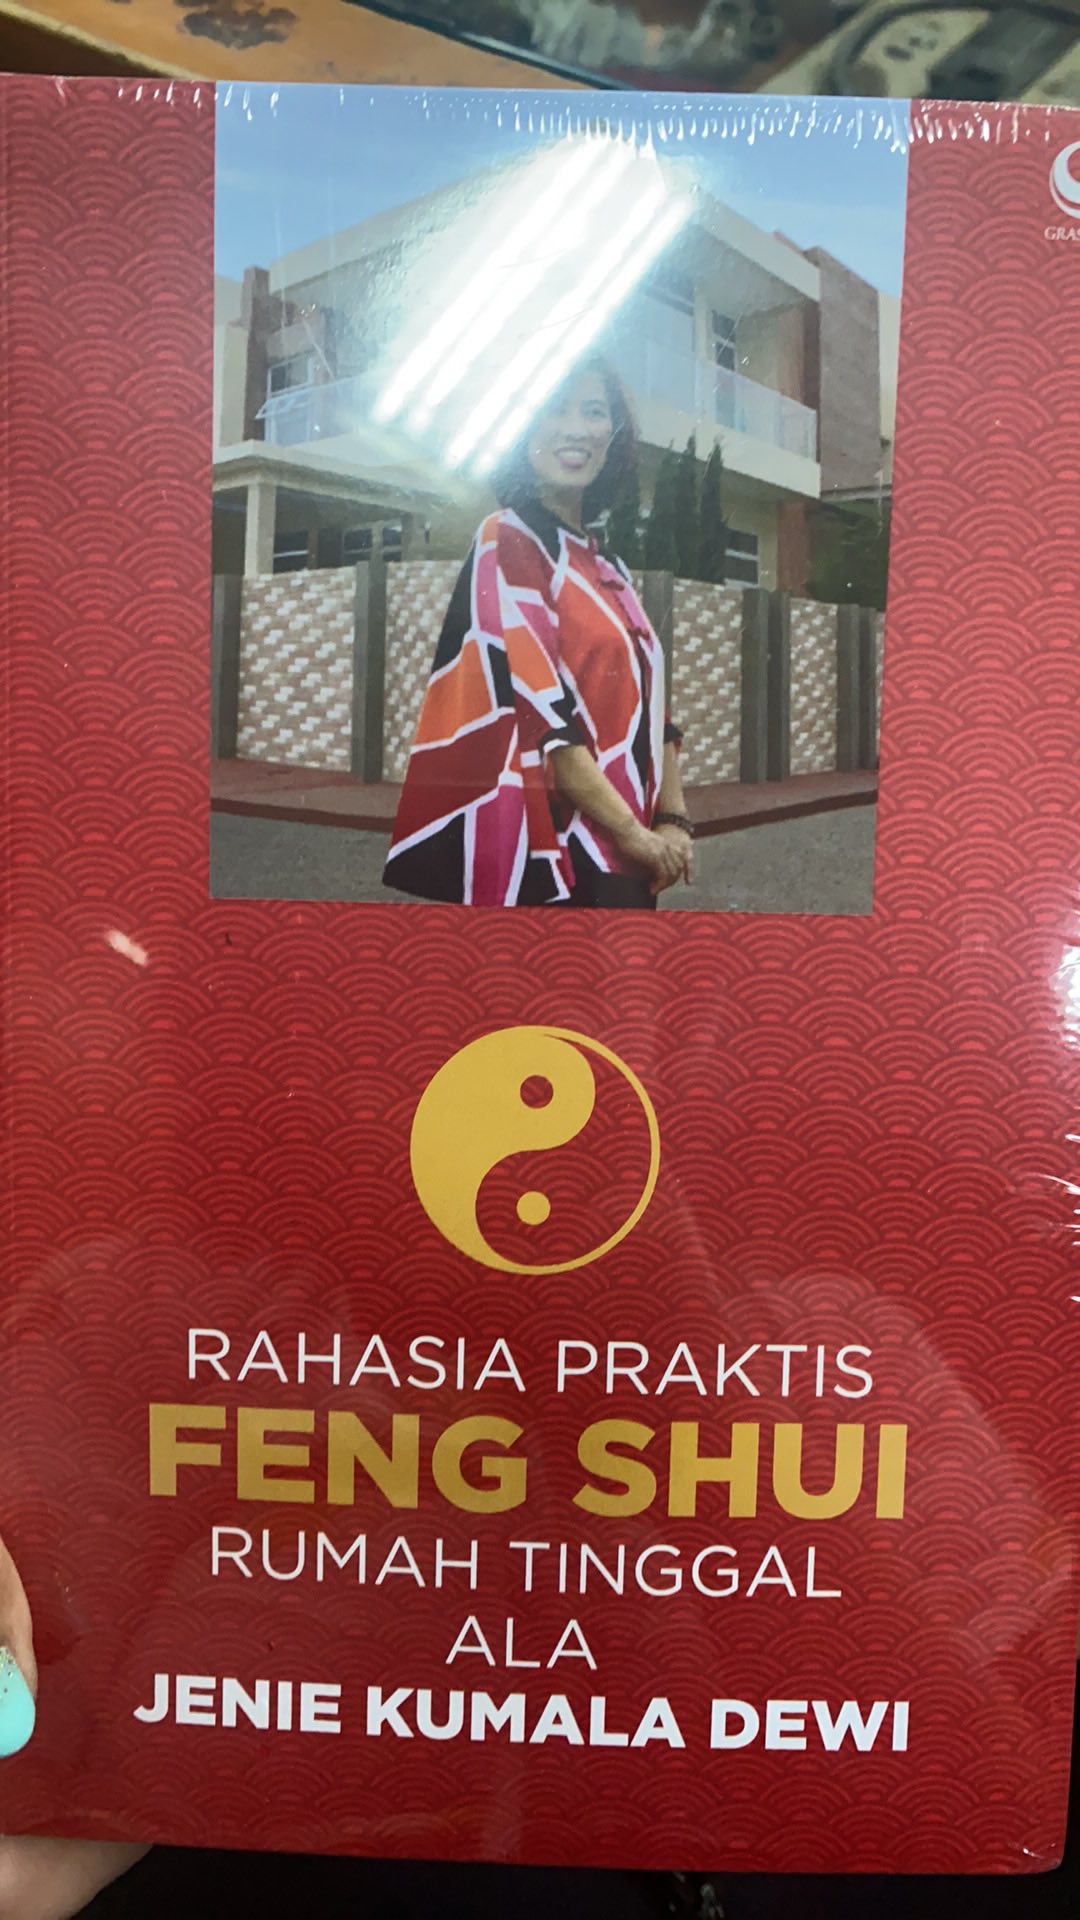 RAHASIA PRAKTIS
FENG SHUI
RUMAH TINGGAL
ALA
JENIE KUMALA DEWI